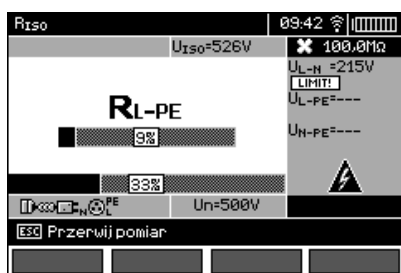 RISO 09:42
UISO=526V ✖ 100,0MΩ
UL-N =215V
LIMIT!
UL-PE=---
RL-PE
UN-PE=---
9%
33%
N PE L Un=500V
ESC Przerwij pomiar